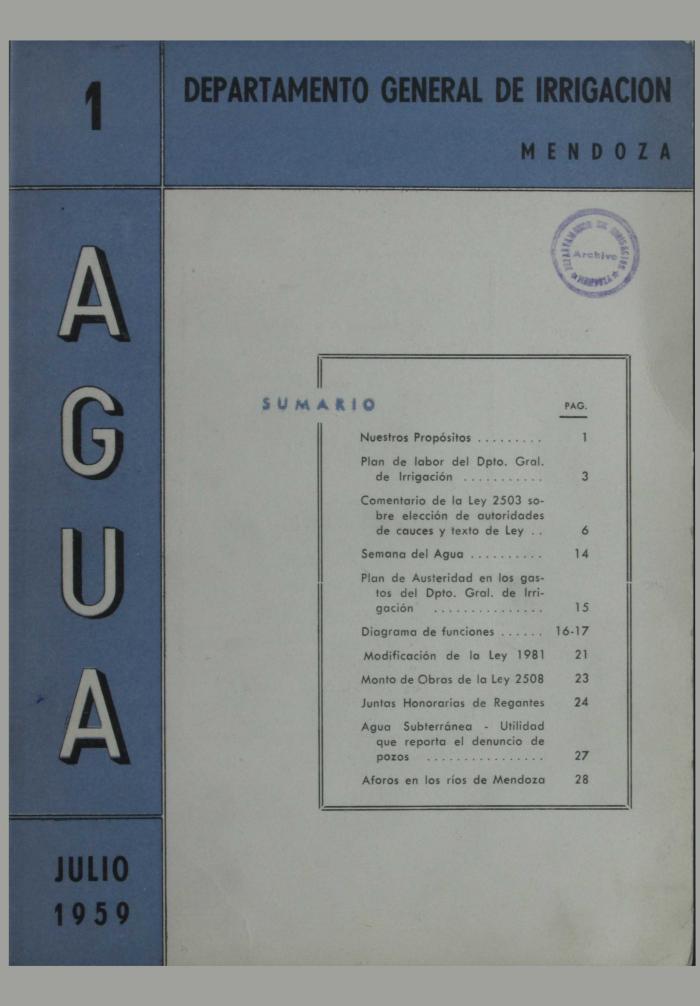 1
DEPARTAMENTO GENERAL DE IRRIGACION
MENDOZA
AGUA
DEPARTAMENTO DE IRRIGACION
Archivo
MENDOZA
SUMARIO
PAG.
Nuestros Propósitos ......... 1
Plan de labor del Dpto. Gral.
de Irrigación ........... 3
Comentario de la Ley 2503 so-
bre elección de autoridades
de cauces y texto de Ley .. 6
Semana del Agua .......... 14
Plan de Austeridad en los gas-
tos del Dpto. Gral. de Irri-
gación ............... 15
Diagrama de funciones ...... 16-17
Modificación de la Ley 1981 21
Monto de Obras de la Ley 2508 23
Juntas Honorarias de Regantes 24
Agua Subterránea - Utilidad
que reporta el denuncio de
pozos ................ 27
Aforos en los ríos de Mendoza 28
JULIO
1959